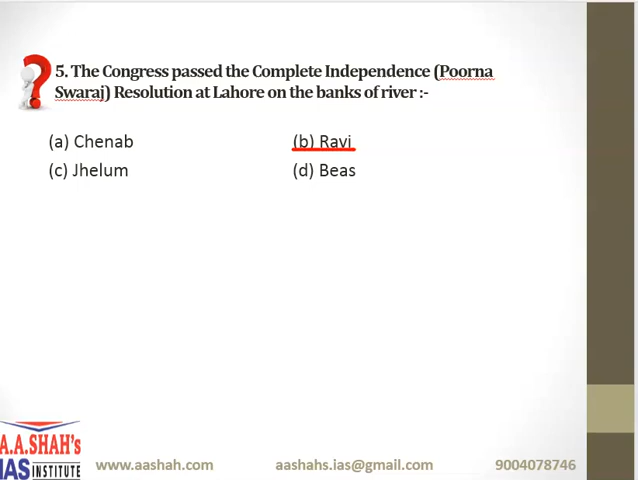 5. The Congress passed the Complete Independence (Poorna
Swaraj) Resolution at Lahore on the banks of river :-
(a) Chenab
(b) Ravi
(c) Jhelum
(d) Beas
A.A.SHAH's
IAS INSTITUTE
www.aashah.com
aashahs.ias@gmail.com
9004078746